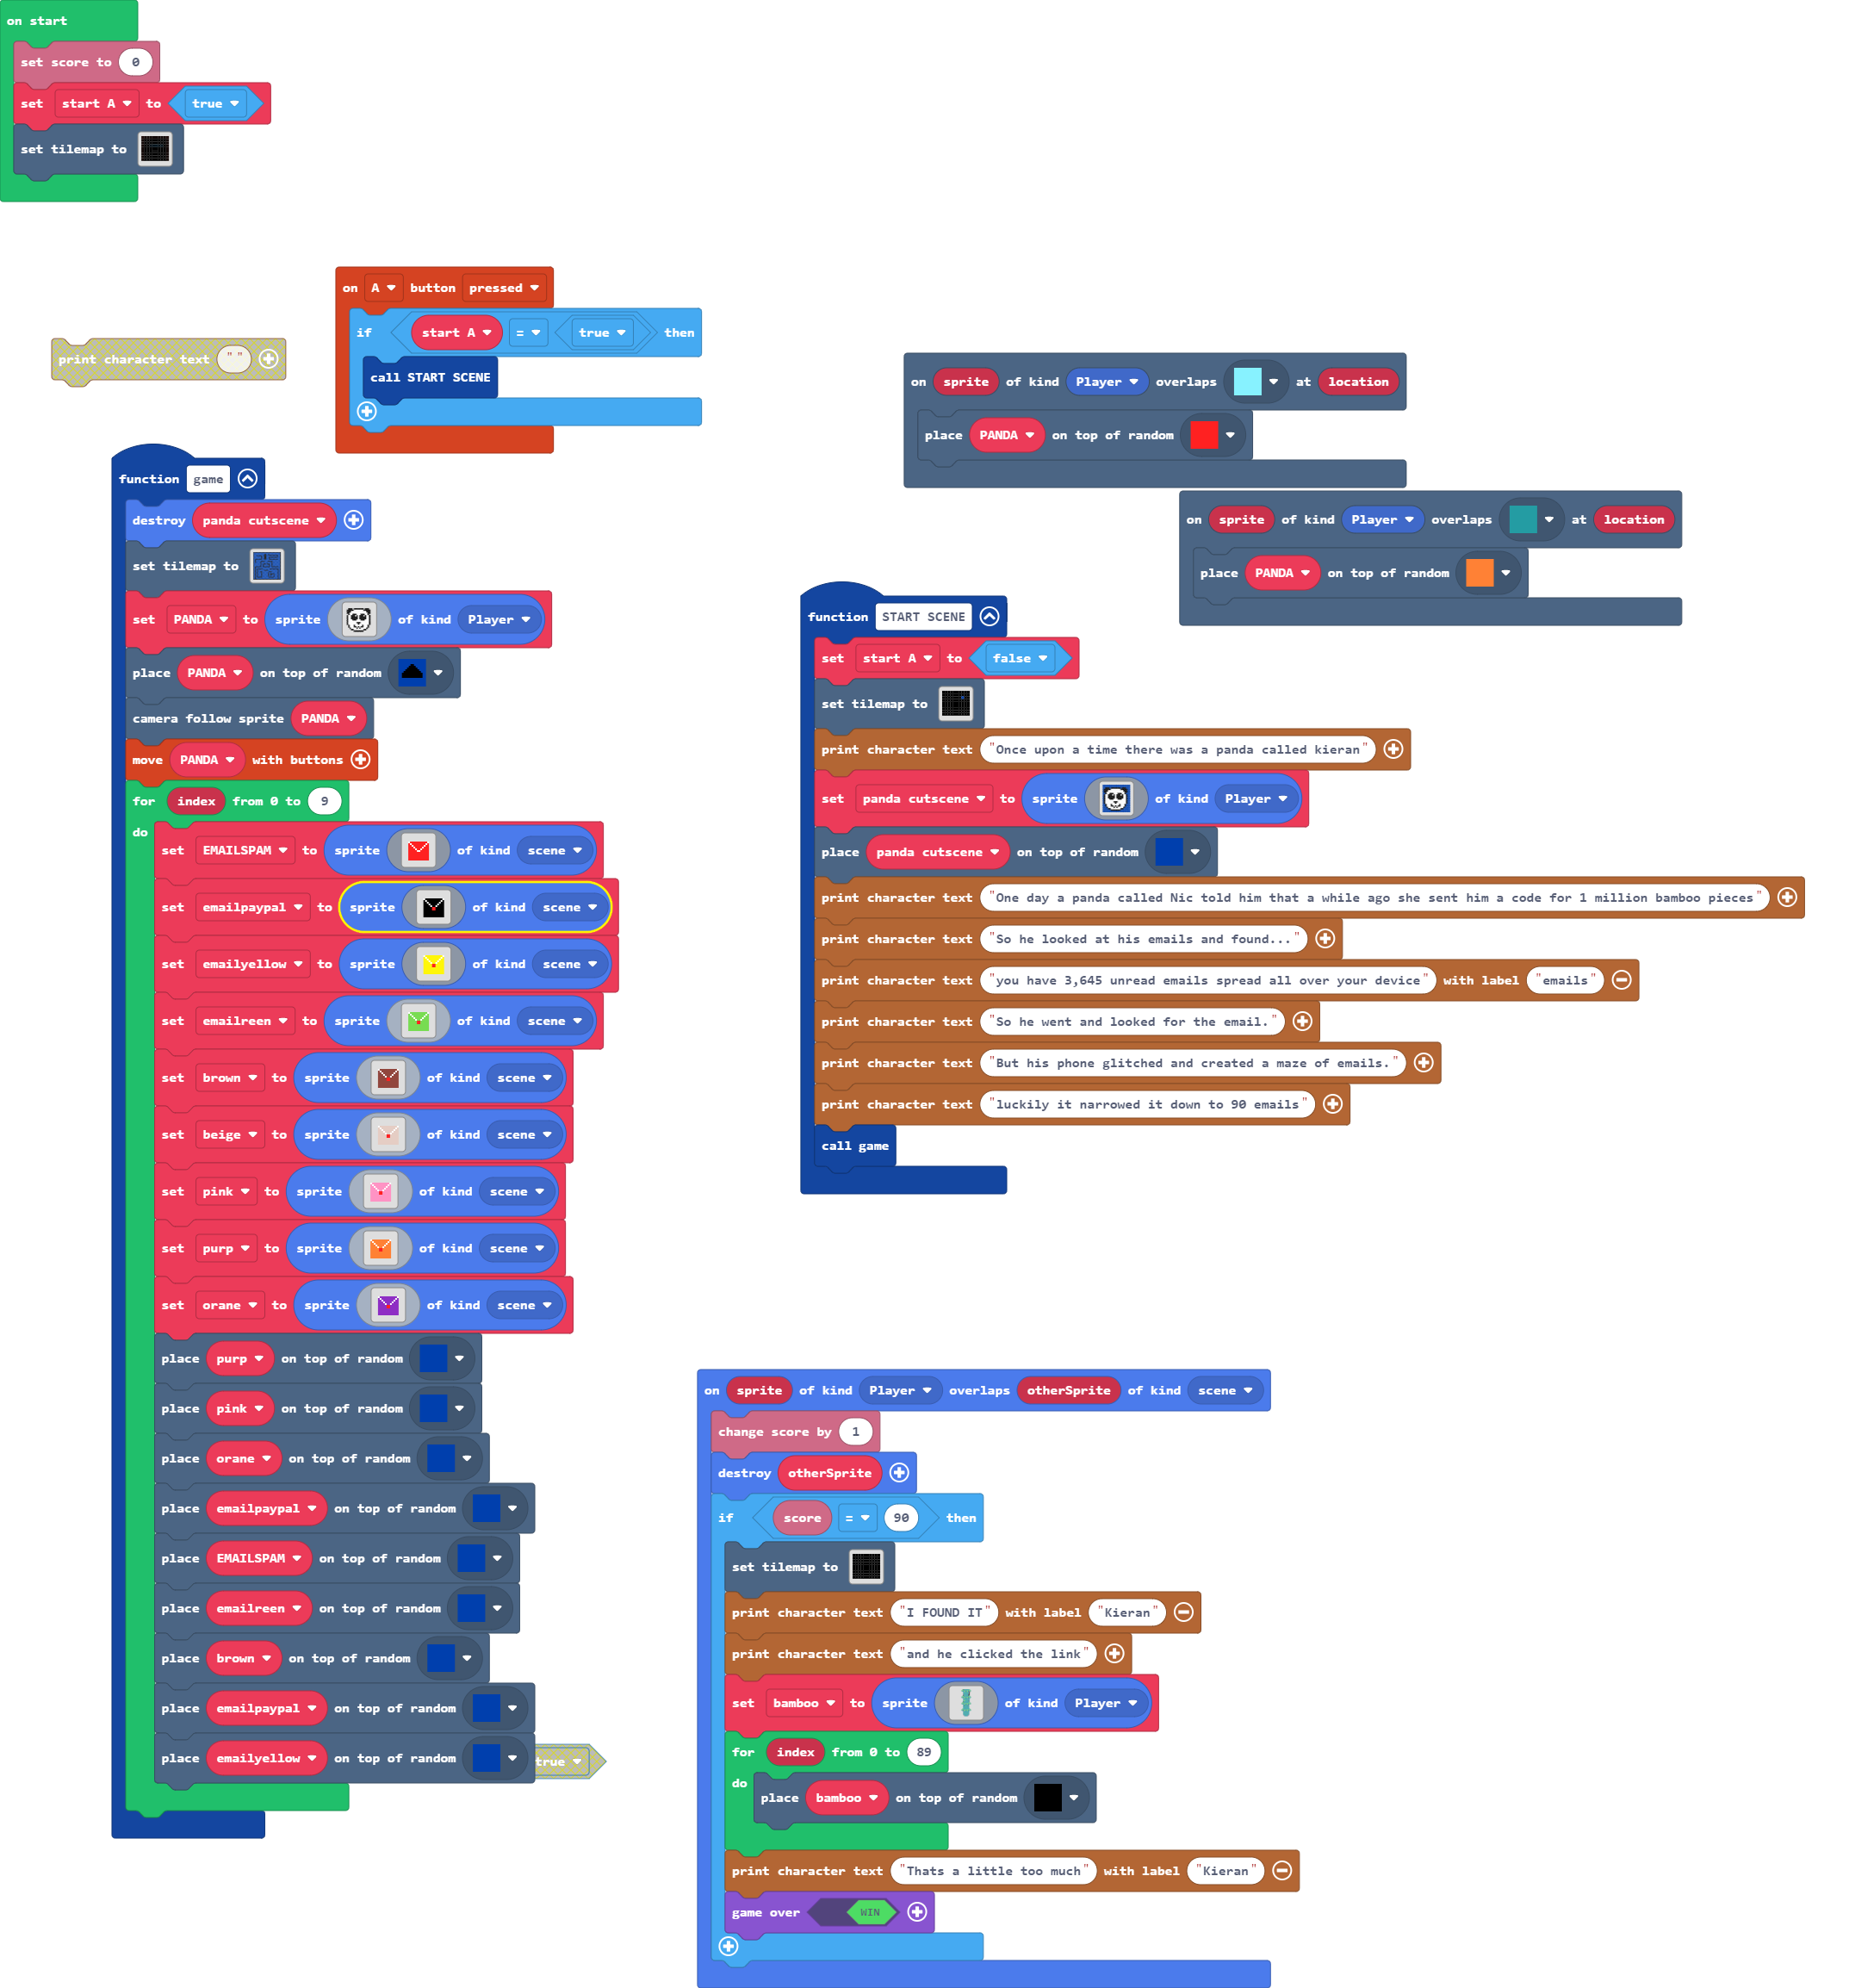 on start
set score to 0
set start A to true
set tilemap to
print character text " "
on A button pressed
if start A = true then
call START SCENE
on sprite of kind Player overlaps at location
place PANDA on top of random
on sprite of kind Player overlaps at location
place PANDA on top of random
function game
destroy panda cutscene
set tilemap to
set PANDA to sprite of kind Player
place PANDA on top of random
camera follow sprite PANDA
move PANDA with buttons
for index from 0 to 9
do
set EMAILSPAM to sprite of kind scene
set emailpaypal to sprite of kind scene
set emailyellow to sprite of kind scene
set emailreen to sprite of kind scene
set brown to sprite of kind scene
set beige to sprite of kind scene
set pink to sprite of kind scene
set purp to sprite of kind scene
set orane to sprite of kind scene
place purp on top of random
place pink on top of random
place orane on top of random
place emailpaypal on top of random
place EMAILSPAM on top of random
place emailreen on top of random
place brown on top of random
place emailpaypal on top of random
place emailyellow on top of random
true
function START SCENE
set start A to false
set tilemap to
print character text "Once upon a time there was a panda called kieran"
set panda cutscene to sprite of kind Player
place panda cutscene on top of random
print character text "One day a panda called Nic told him that a while ago she sent him a code for 1 million bamboo pieces"
print character text "So he looked at his emails and found..."
print character text "you have 3,645 unread emails spread all over your device" with label "emails"
print character text "So he went and looked for the email."
print character text "But his phone glitched and created a maze of emails."
print character text "luckily it narrowed it down to 90 emails"
call game
on sprite of kind Player overlaps otherSprite of kind scene
change score by 1
destroy otherSprite
if score = 90 then
set tilemap to
print character text "I FOUND IT" with label "Kieran"
print character text "and he clicked the link"
set bamboo to sprite of kind Player
for index from 0 to 89
do
place bamboo on top of random
print character text "Thats a little too much" with label "Kieran"
game over WIN